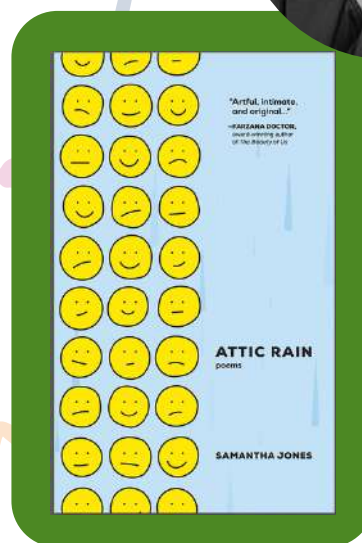 "Artful, intimate,
and original..."
—FARZANA DOCTOR,
award-winning author
of The Beauty of Us
ATTIC RAIN
poems
SAMANTHA JONES